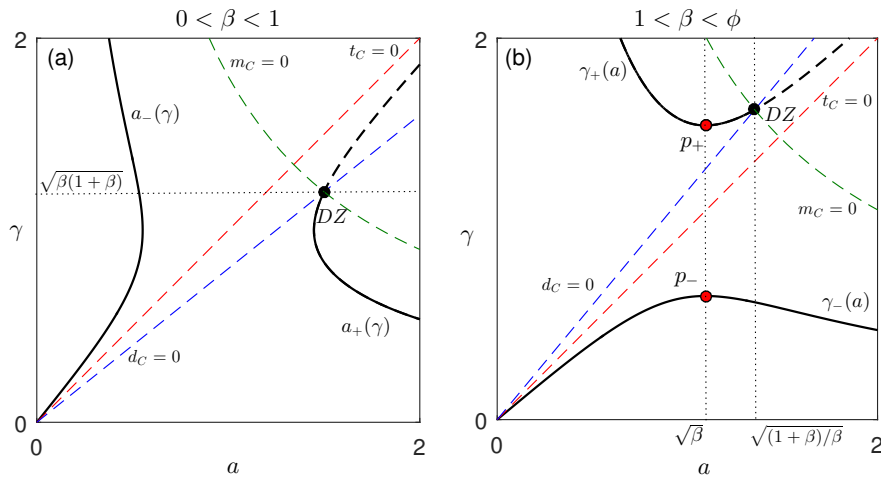 0 < β < 1
(a)
2
t_C = 0
m_C = 0
a_−(γ)
√β(1 + β)
DZ
γ
a_+(γ)
d_C = 0
0
0
2
a
1 < β < ϕ
(b)
2
γ_+(a)
t_C = 0
DZ
p_+
m_C = 0
γ
d_C = 0
p_−
γ_−(a)
0
0
√β
√(1 + β)/β
2
a